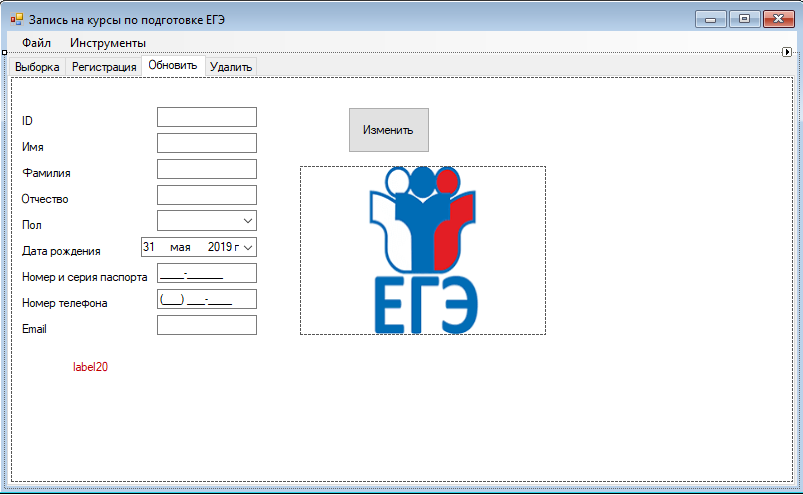 Запись на курсы по подготовке ЕГЭ
Файл Инструменты
Выборка Регистрация Обновить Удалить
ID
Изменить
Имя
Фамилия
Отчество
Пол
Дата рождения 31 мая 2019 г
Номер и серия паспорта ____-______
Номер телефона (___) ___-____
Email
ЕГЭ
label20